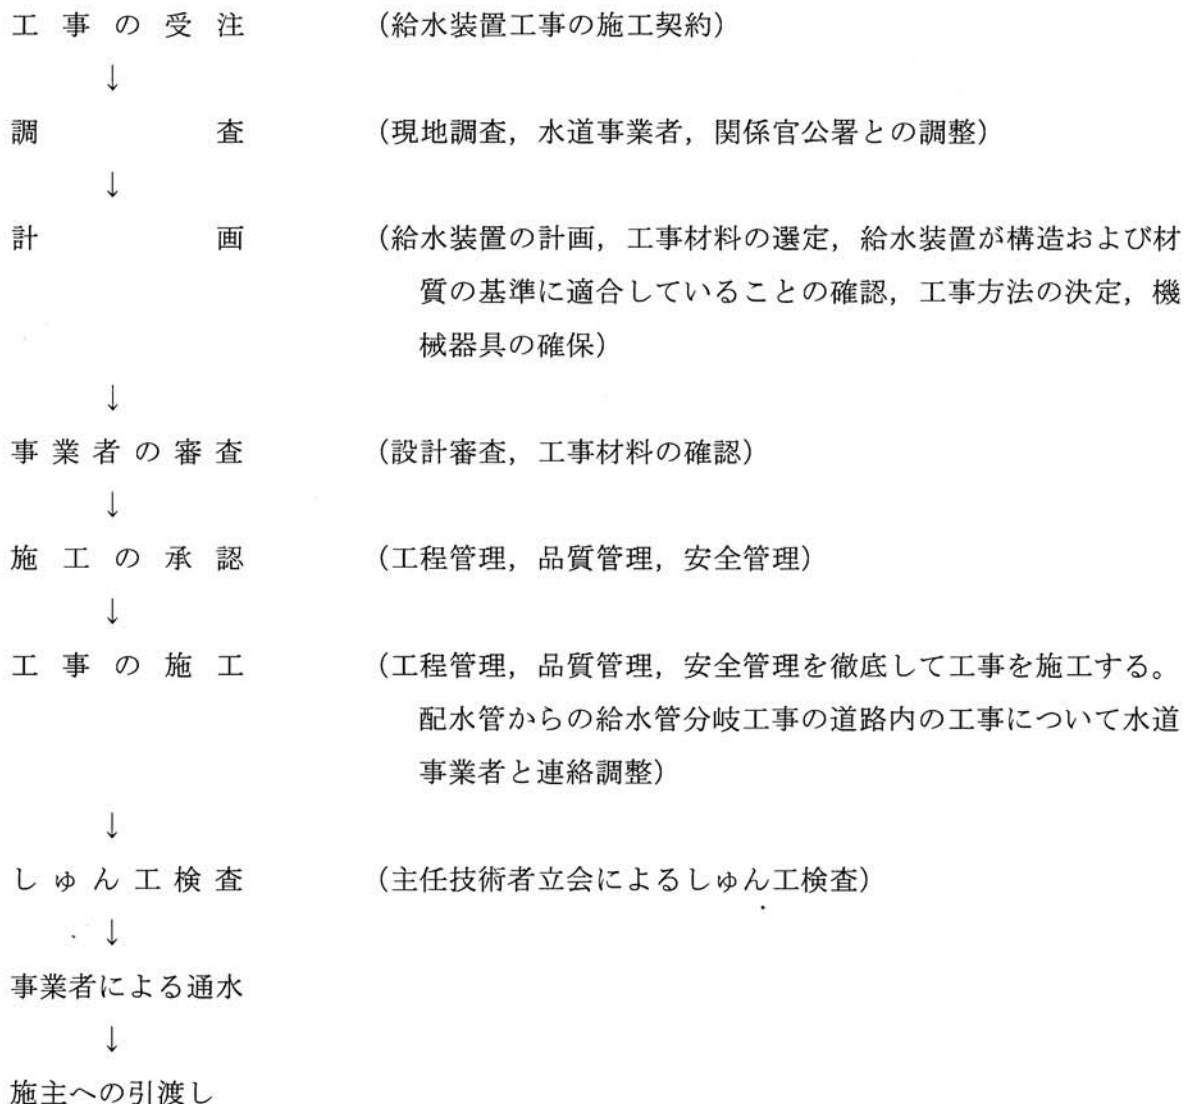 工事の受注 (給水装置工事の施工契約)
↓
調査 (現地調査,水道事業者,関係官公署との調整)
↓
計画 (給水装置の計画,工事材料の選定,給水装置が構造および材
質の基準に適合していることの確認,工事方法の決定,機
械器具の確保)
↓
事業者の審査 (設計審査,工事材料の確認)
↓
施工の承認 (工程管理,品質管理,安全管理)
↓
工事の施工 (工程管理,品質管理,安全管理を徹底して工事を施工する。
配水管からの給水管分岐工事の道路内の工事について水道
事業者と連絡調整)
↓
しゅん工検査 (主任技術者立会によるしゅん工検査)
↓
事業者による通水
↓
施主への引渡し